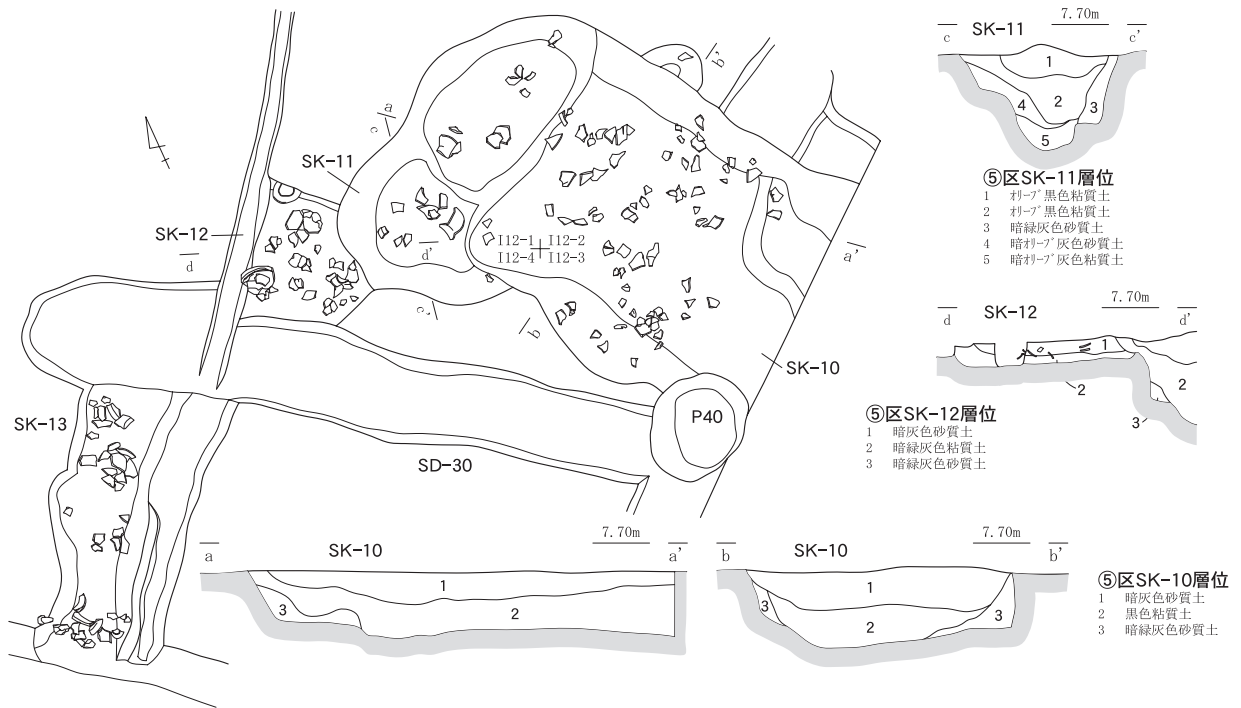 c SK-11 7.70m c'
1
2
3
4
5
⑤区SK-11層位
1 オリーブ黒色粘質土
2 オリーブ黒色粘質土
3 暗緑灰色砂質土
4 暗オリーブ灰色砂質土
5 暗オリーブ灰色粘質土
7.70m
d SK-12 d'
1
2
2
3
⑤区SK-12層位
1 暗灰色砂質土
2 暗緑灰色粘質土
3 暗緑灰色砂質土
b'
a
c
SK-11
SK-12
d
d'
I12-1 I12-2
I12-4 I12-3
a'
c'
b
SK-10
P40
SK-13
SD-30
a SK-10 7.70m a'
1
2
3
b SK-10 7.70m b'
1
2
3
3
⑤区SK-10層位
1 暗灰色砂質土
2 黒色粘質土
3 暗緑灰色砂質土